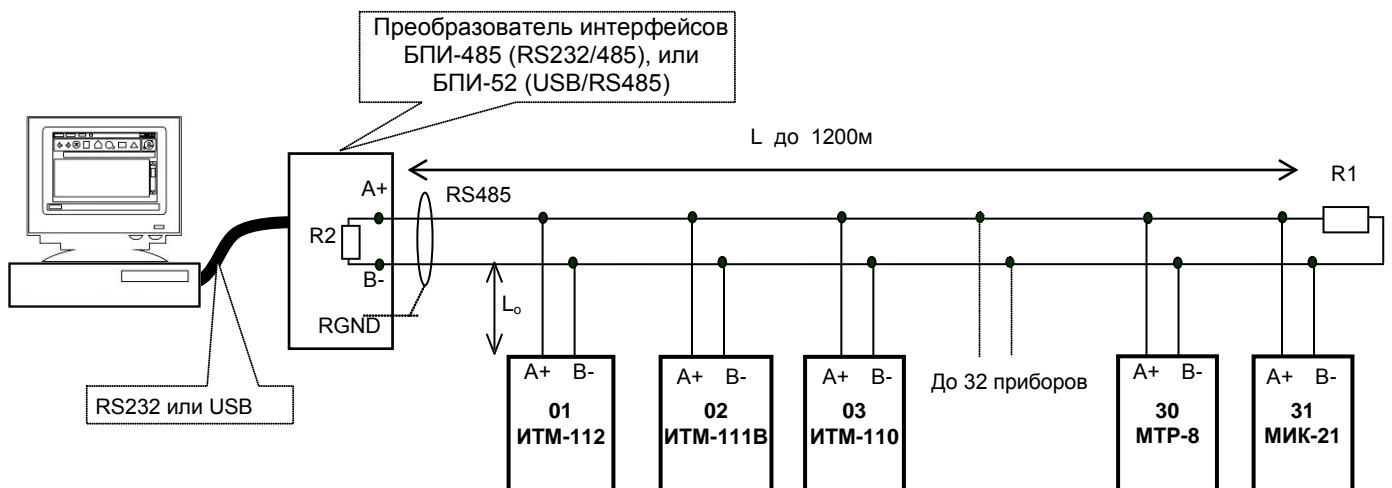 Преобразователь интерфейсов
БПИ-485 (RS232/485), или
БПИ-52 (USB/RS485)
L до 1200м
R1
A+
RS485
R2
B-
RGND
Lo
RS232 или USB
A+ B-
01
ИТМ-112
A+ B-
02
ИТМ-111В
A+ B-
03
ИТМ-110
До 32 приборов
A+ B-
30
МТР-8
A+ B-
31
МИК-21